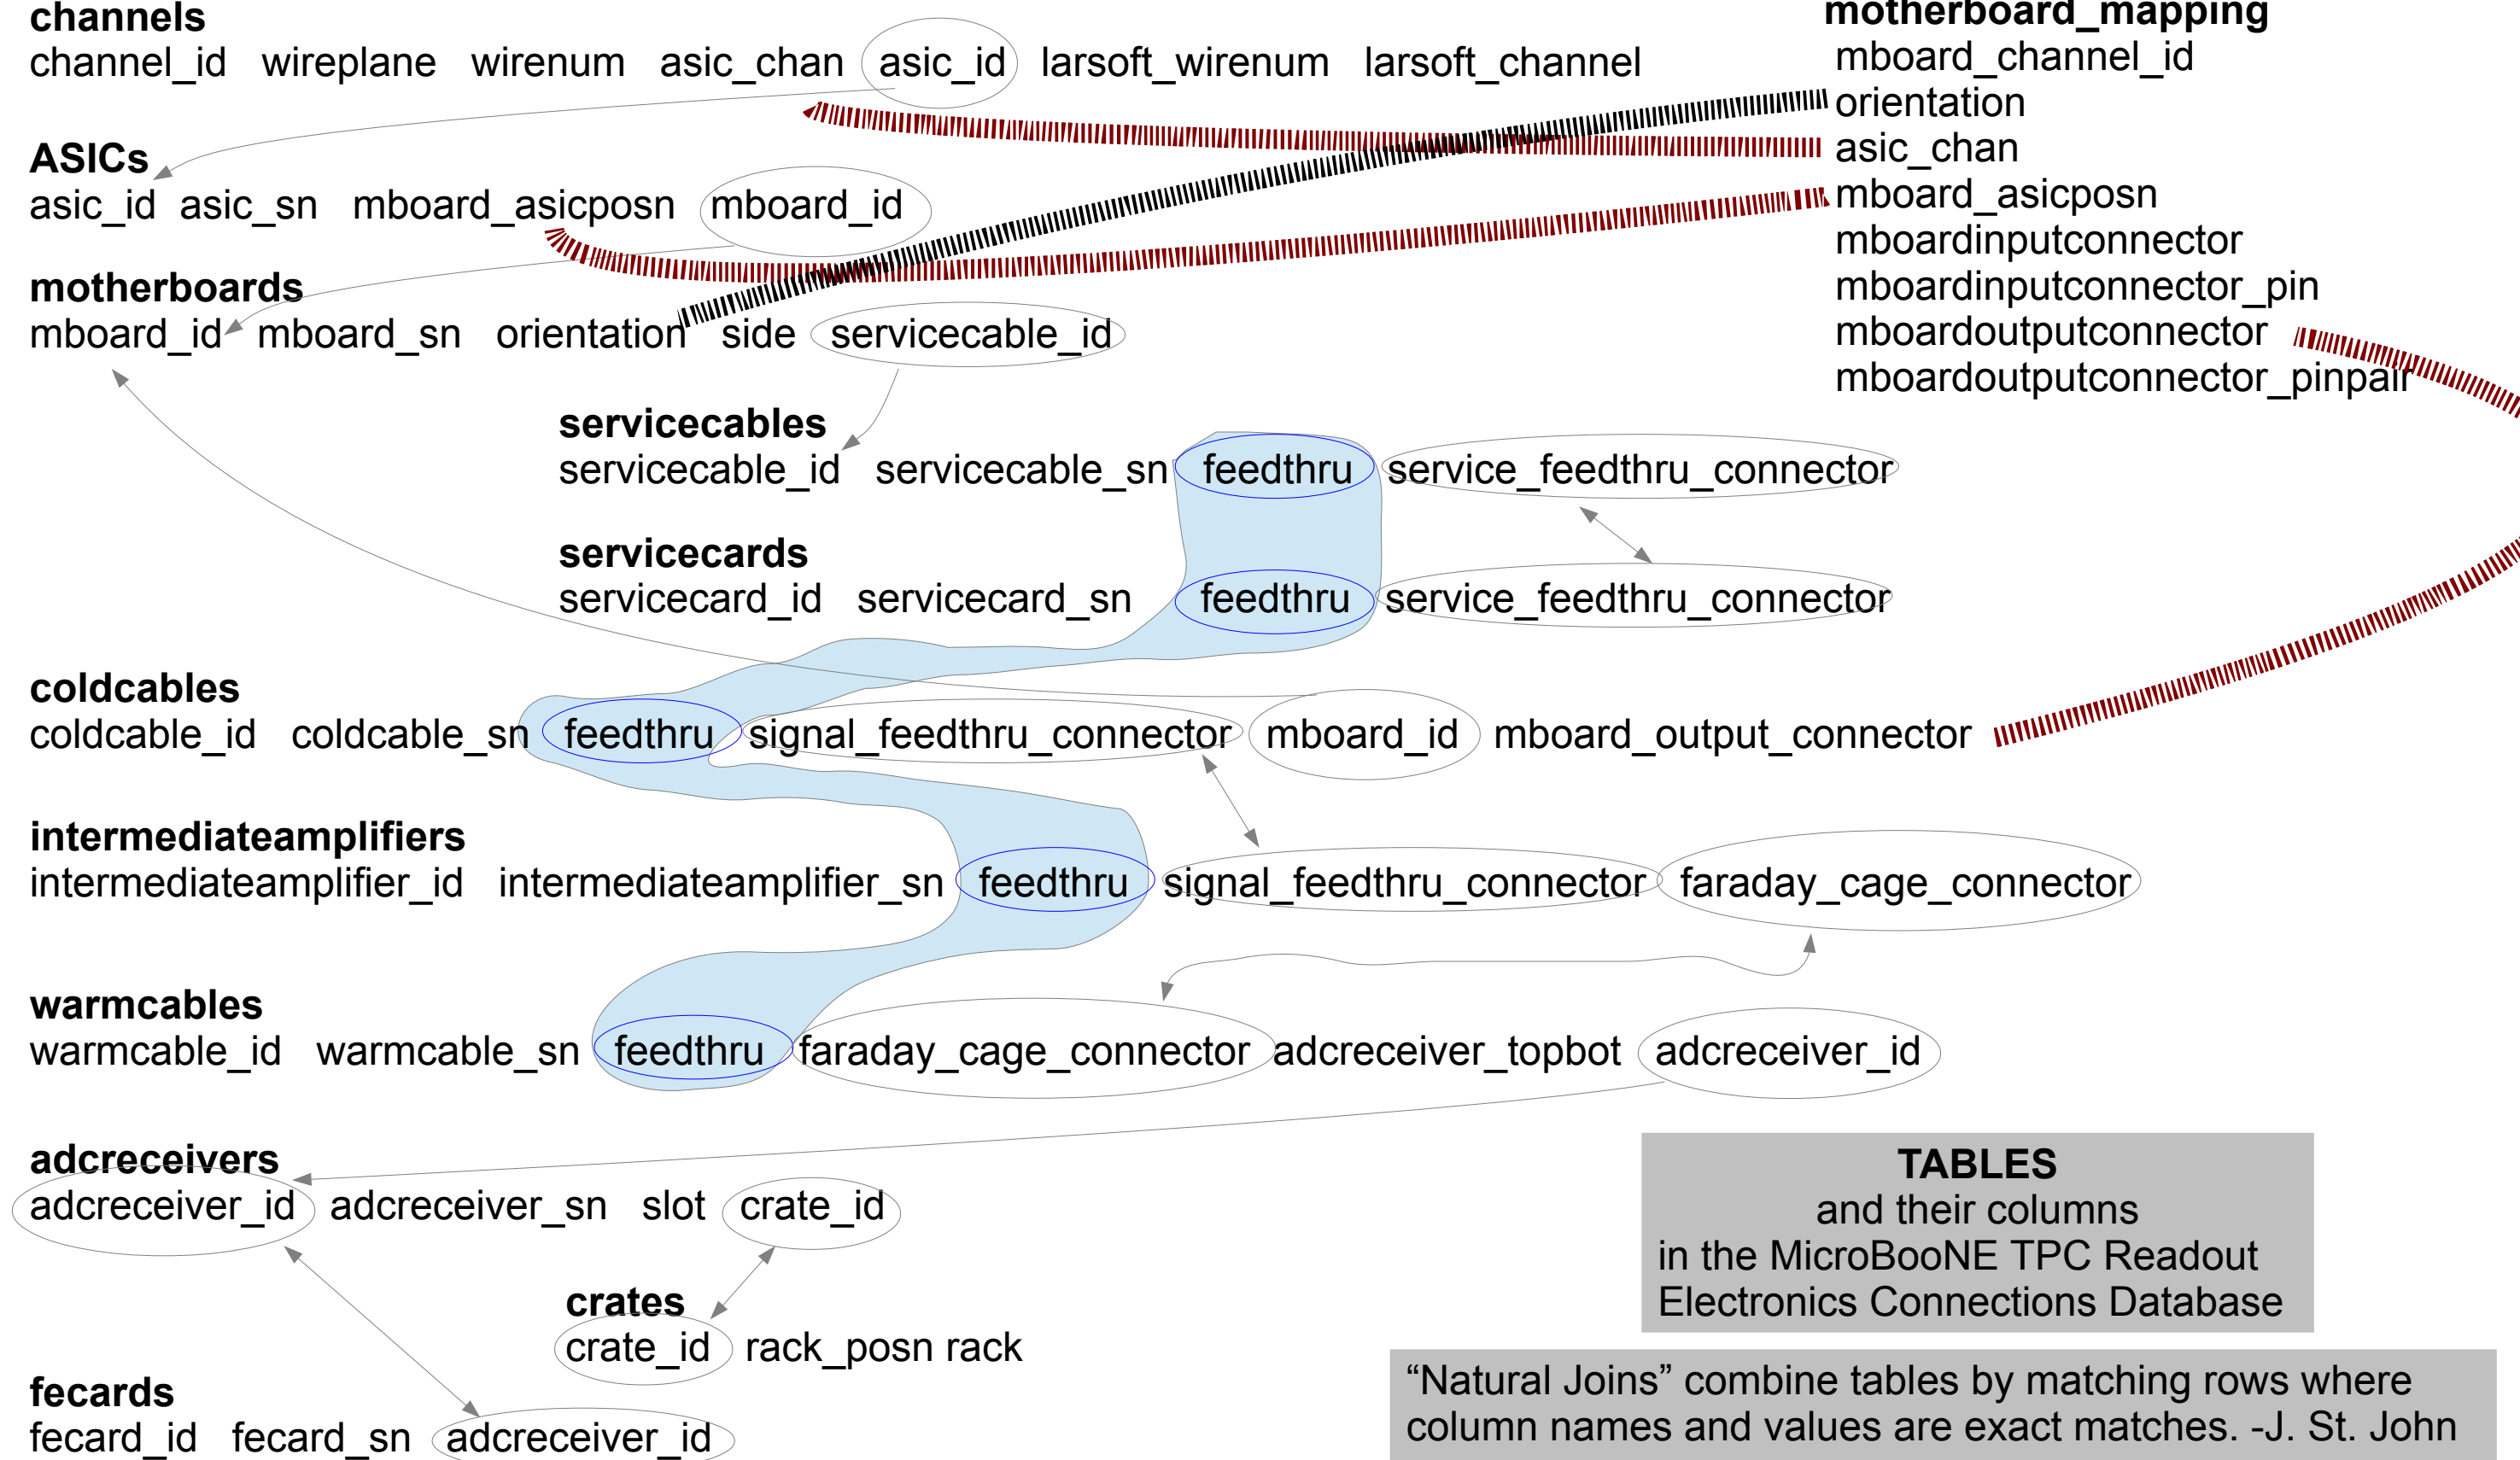 channels
channel_id wireplane wirenum asic_chan asic_id larsoft_wirenum larsoft_channel
ASICs
asic_id asic_sn mboard_asicposn mboard_id
motherboards
mboard_id mboard_sn orientation side servicecable_id
motherboard_mapping
mboard_channel_id
orientation
asic_chan
mboard_asicposn
mboardinputconnector
mboardinputconnector_pin
mboardoutputconnector
mboardoutputconnector_pinpair
servicecables
servicecable_id servicecable_sn feedthru service_feedthru_connector
servicecards
servicecard_id servicecard_sn feedthru service_feedthru_connector
coldcables
coldcable_id coldcable_sn feedthru signal_feedthru_connector mboard_id mboard_output_connector
intermediateamplifiers
intermediateamplifier_id intermediateamplifier_sn feedthru signal_feedthru_connector faraday_cage_connector
warmcables
warmcable_id warmcable_sn feedthru faraday_cage_connector adcreceiver_topbot adcreceiver_id
adcreceivers
adcreceiver_id adcreceiver_sn slot crate_id
crates
crate_id rack_posn rack
fecards
fecard_id fecard_sn adcreceiver_id
TABLES
and their columns
in the MicroBooNE TPC Readout
Electronics Connections Database
“Natural Joins” combine tables by matching rows where
column names and values are exact matches. -J. St. John